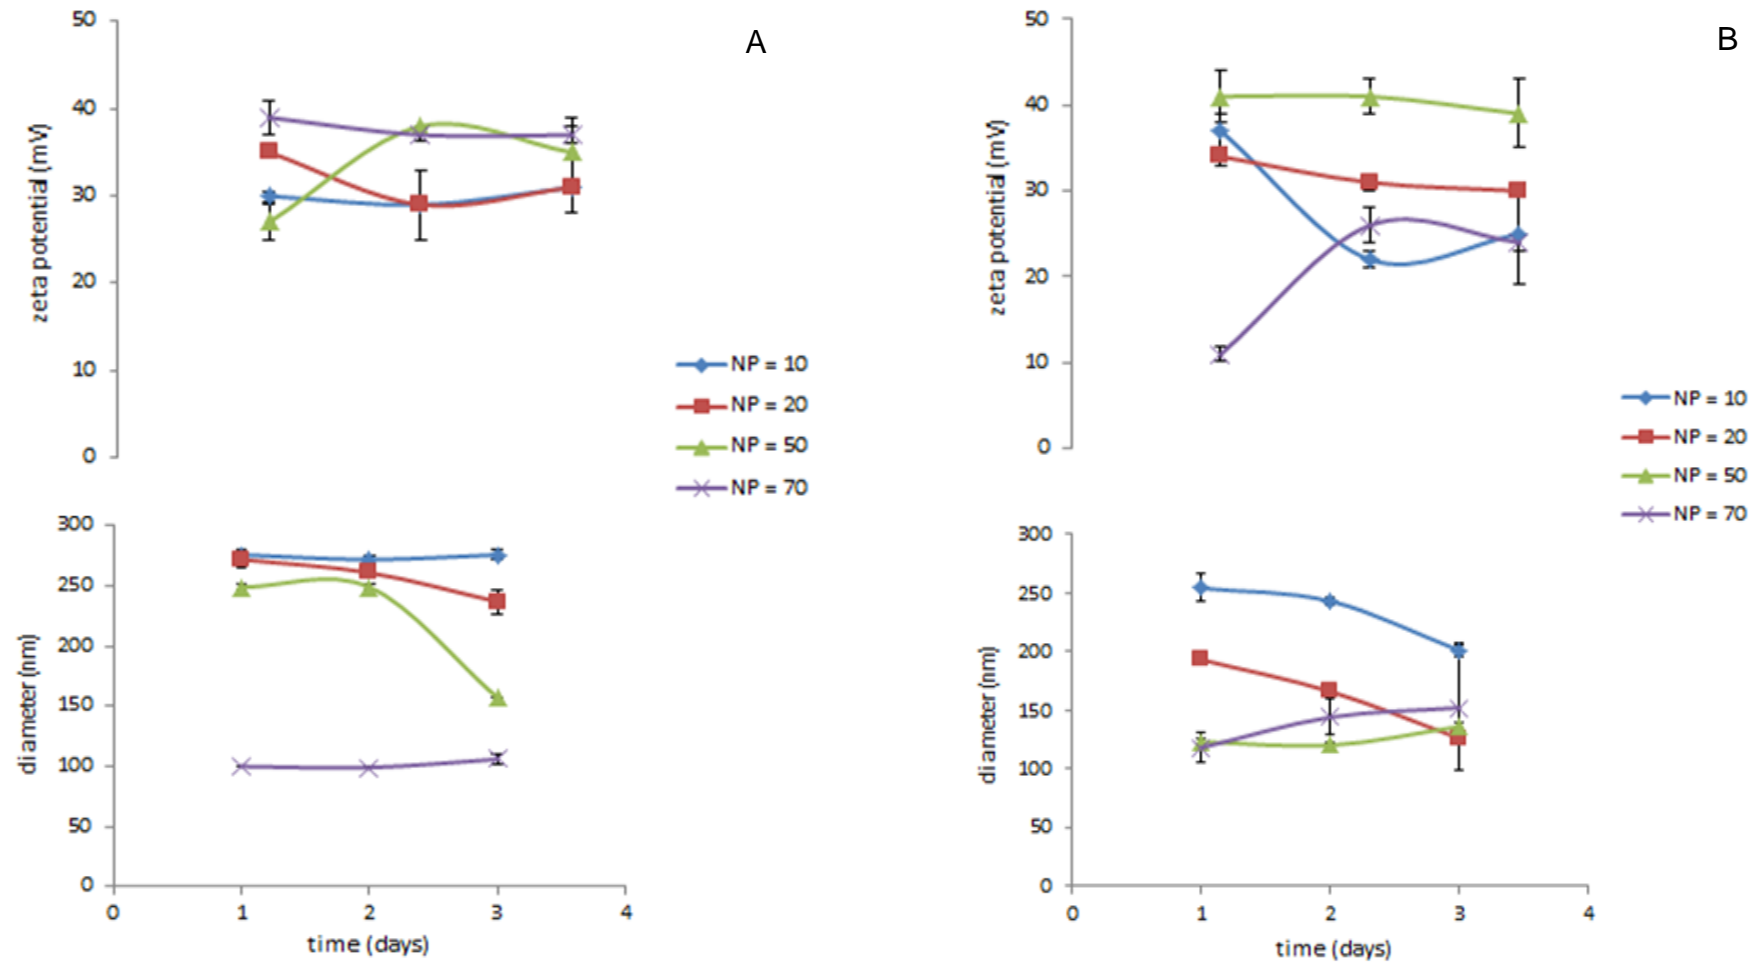 A
50
40
30
20
10
0
zeta potential (mV)
NP = 10
NP = 20
NP = 50
NP = 70
300
250
200
150
100
50
0
diameter (nm)
0 1 2 3 4
time (days)
B
50
40
30
20
10
0
zeta potential (mV)
NP = 10
NP = 20
NP = 50
NP = 70
300
250
200
150
100
50
0
diameter (nm)
0 1 2 3 4
time (days)